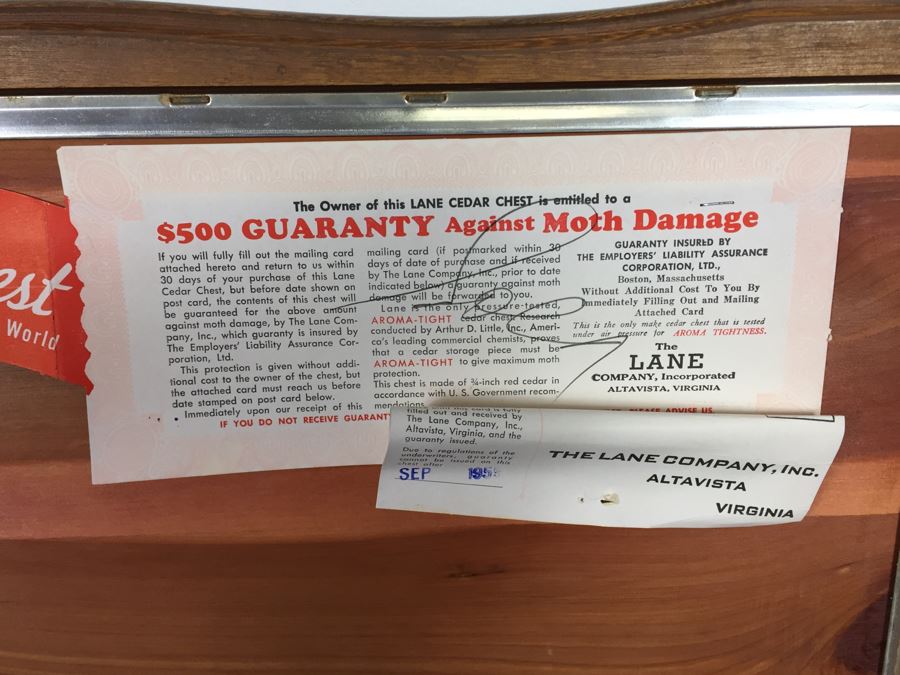 The Owner of this LANE CEDAR CHEST is entitled to a
$500 GUARANTY Against Moth Damage
If you will fully fill out the mailing card
attached hereto and return to us within
30 days of your purchase of this Lane
Cedar Chest, but before date shown on
post card, the contents of this chest will
be guaranteed for the above amount
against moth damage, by The Lane Com-
pany, Inc., which guaranty is insured by
The Employers' Liability Assurance Cor-
poration, Ltd.
This protection is given without addi-
tional cost to the owner of the chest, but
the attached card must reach us before
date stamped on post card below.
Immediately upon our receipt of this
mailing card (if postmarked within 30
days of date of purchase and if received
by The Lane Company, Inc., prior to date
indicated below) a guaranty against moth
damage will be forwarded to you.
Lane is the only pressure-tested,
AROMA-TIGHT cedar chest. Research
conducted by Arthur D. Little, Inc., Ameri-
ca's leading commercial chemists, proves
that a cedar storage piece must be
AROMA-TIGHT to give maximum moth
protection.
This chest is made of ¾-inch red cedar in
accordance with U. S. Government recom-
mendations.
GUARANTY INSURED BY
THE EMPLOYERS' LIABILITY ASSURANCE
CORPORATION, LTD.,
Boston, Massachusetts
Without Additional Cost To You By
Immediately Filling Out and Mailing
Attached Card
This is the only make cedar chest that is tested
under air pressure for AROMA TIGHTNESS.
The
LANE
COMPANY, Incorporated
ALTAVISTA, VIRGINIA
IF YOU DO NOT RECEIVE GUARANT
PLEASE ADVISE US
est
World
filled out and received by
The Lane Company, Inc.,
Altavista, Virginia, and the
guaranty issued.
Due to regulations of the
underwriters, guaranty
cannot be issued on this
chest after
SEP
THE LANE COMPANY, INC.
ALTAVISTA
VIRGINIA